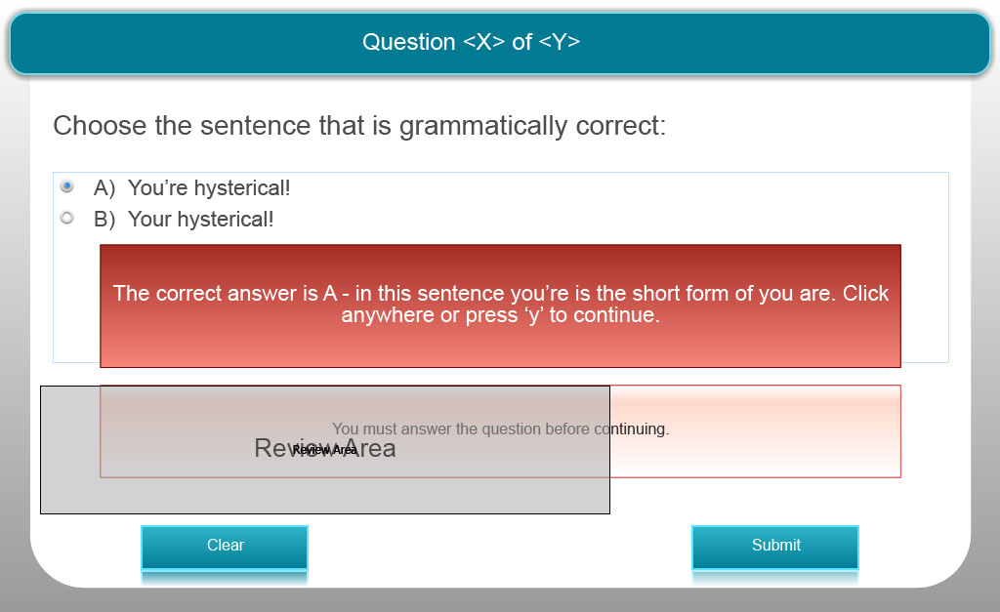 Question <X> of <Y>
Choose the sentence that is grammatically correct:
A) You’re hysterical!
B) Your hysterical!
The correct answer is A - in this sentence you’re is the short form of you are. Click
anywhere or press ‘y’ to continue.
You must answer the question before continuing.
Review Area
Review Area
Clear
Submit